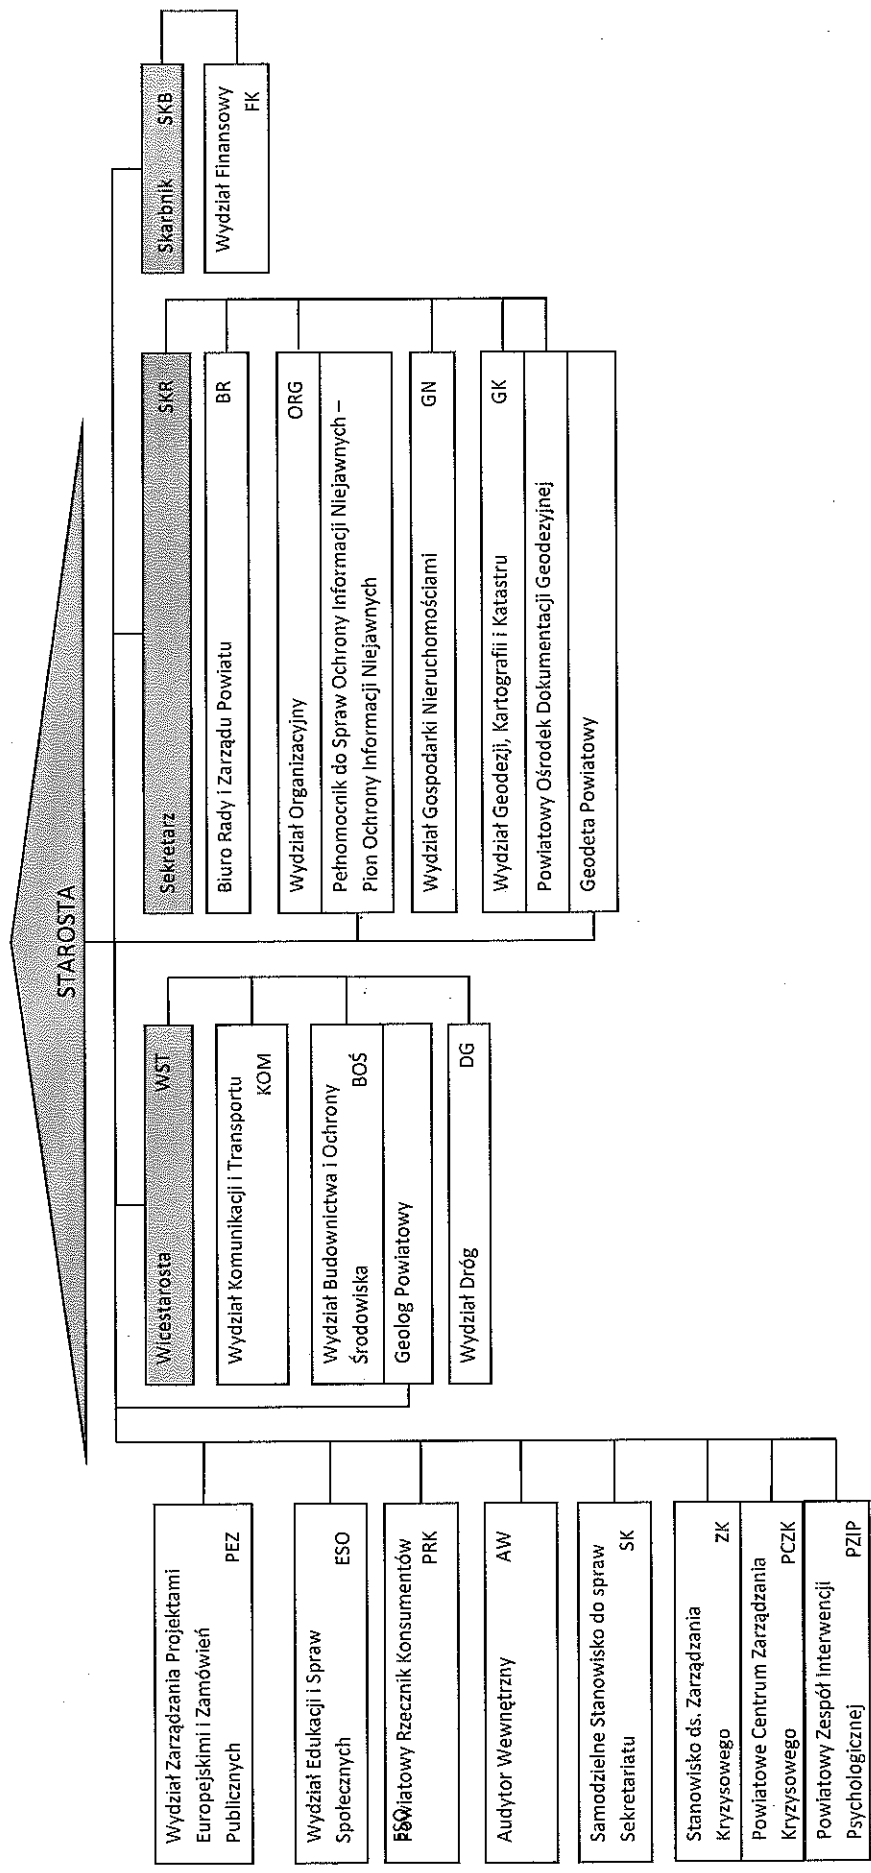 STAROSTA
Wydział Zarządzania Projektami
Europejskimi i Zamówień
Publicznych PEZ
Wydział Edukacji i Spraw
Społecznych ESO
Powiatowy Rzecznik Konsumentów
ESO PRK
Audytor Wewnętrzny AW
Samodzielne Stanowisko do spraw
Sekretariatu SK
Stanowisko ds. Zarządzania
Kryzysowego ZK
Powiatowe Centrum Zarządzania
Kryzysowego PCZK
Powiatowy Zespół Interwencji
Psychologicznej PZIP
Wicestarosta WST
Wydział Komunikacji i Transportu
KOM
Wydział Budownictwa i Ochrony
Środowiska BOŚ
Geolog Powiatowy
Wydział Dróg DG
Sekretarz SKR
Biuro Rady i Zarządu Powiatu BR
Wydział Organizacyjny ORG
Pełnomocnik do Spraw Ochrony Informacji Niejawnych –
Pion Ochrony Informacji Niejawnych
Wydział Gospodarki Nieruchomościami GN
Wydział Geodezji, Kartografii i Katastru GK
Powiatowy Ośrodek Dokumentacji Geodezyjnej
Geodeta Powiatowy
Skarbnik SKB
Wydział Finansowy
FK